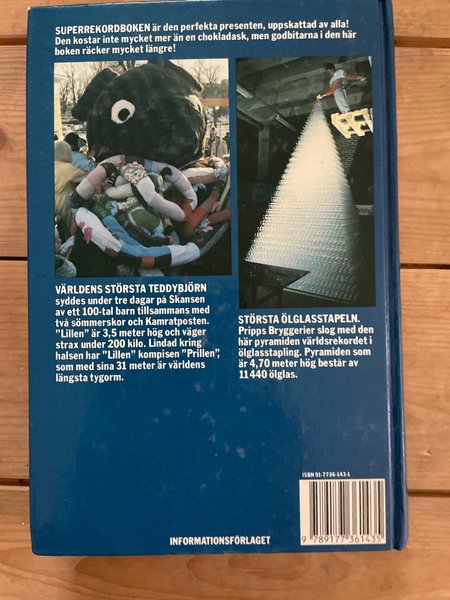 SUPERREKORDBOKEN är den perfekta presenten, uppskattad av alla!
Den kostar inte mycket mer än en chokladask, men godbitarna i den här
boken räcker mycket längre!
VÄRLDENS STÖRSTA TEDDYBJÖRN
syddes under tre dagar på Skansen
av ett 100-tal barn tillsammans med
två sömmerskor och Kamratposten.
"Lillen" är 3,5 meter hög och väger
strax under 200 kilo. Lindad kring
halsen har "Lillen" kompisen "Prillen",
som med sina 31 meter är världens
längsta tygorm.
STÖRSTA ÖLGLASSTAPELN.
Pripps Bryggerier slog med den
här pyramiden världsrekordet i
ölglasstapling. Pyramiden som
är 4,70 meter hög består av
11440 ölglas.
ISBN 91-7736-143-1
9 789177 361435
INFORMATIONSFÖRLAGET